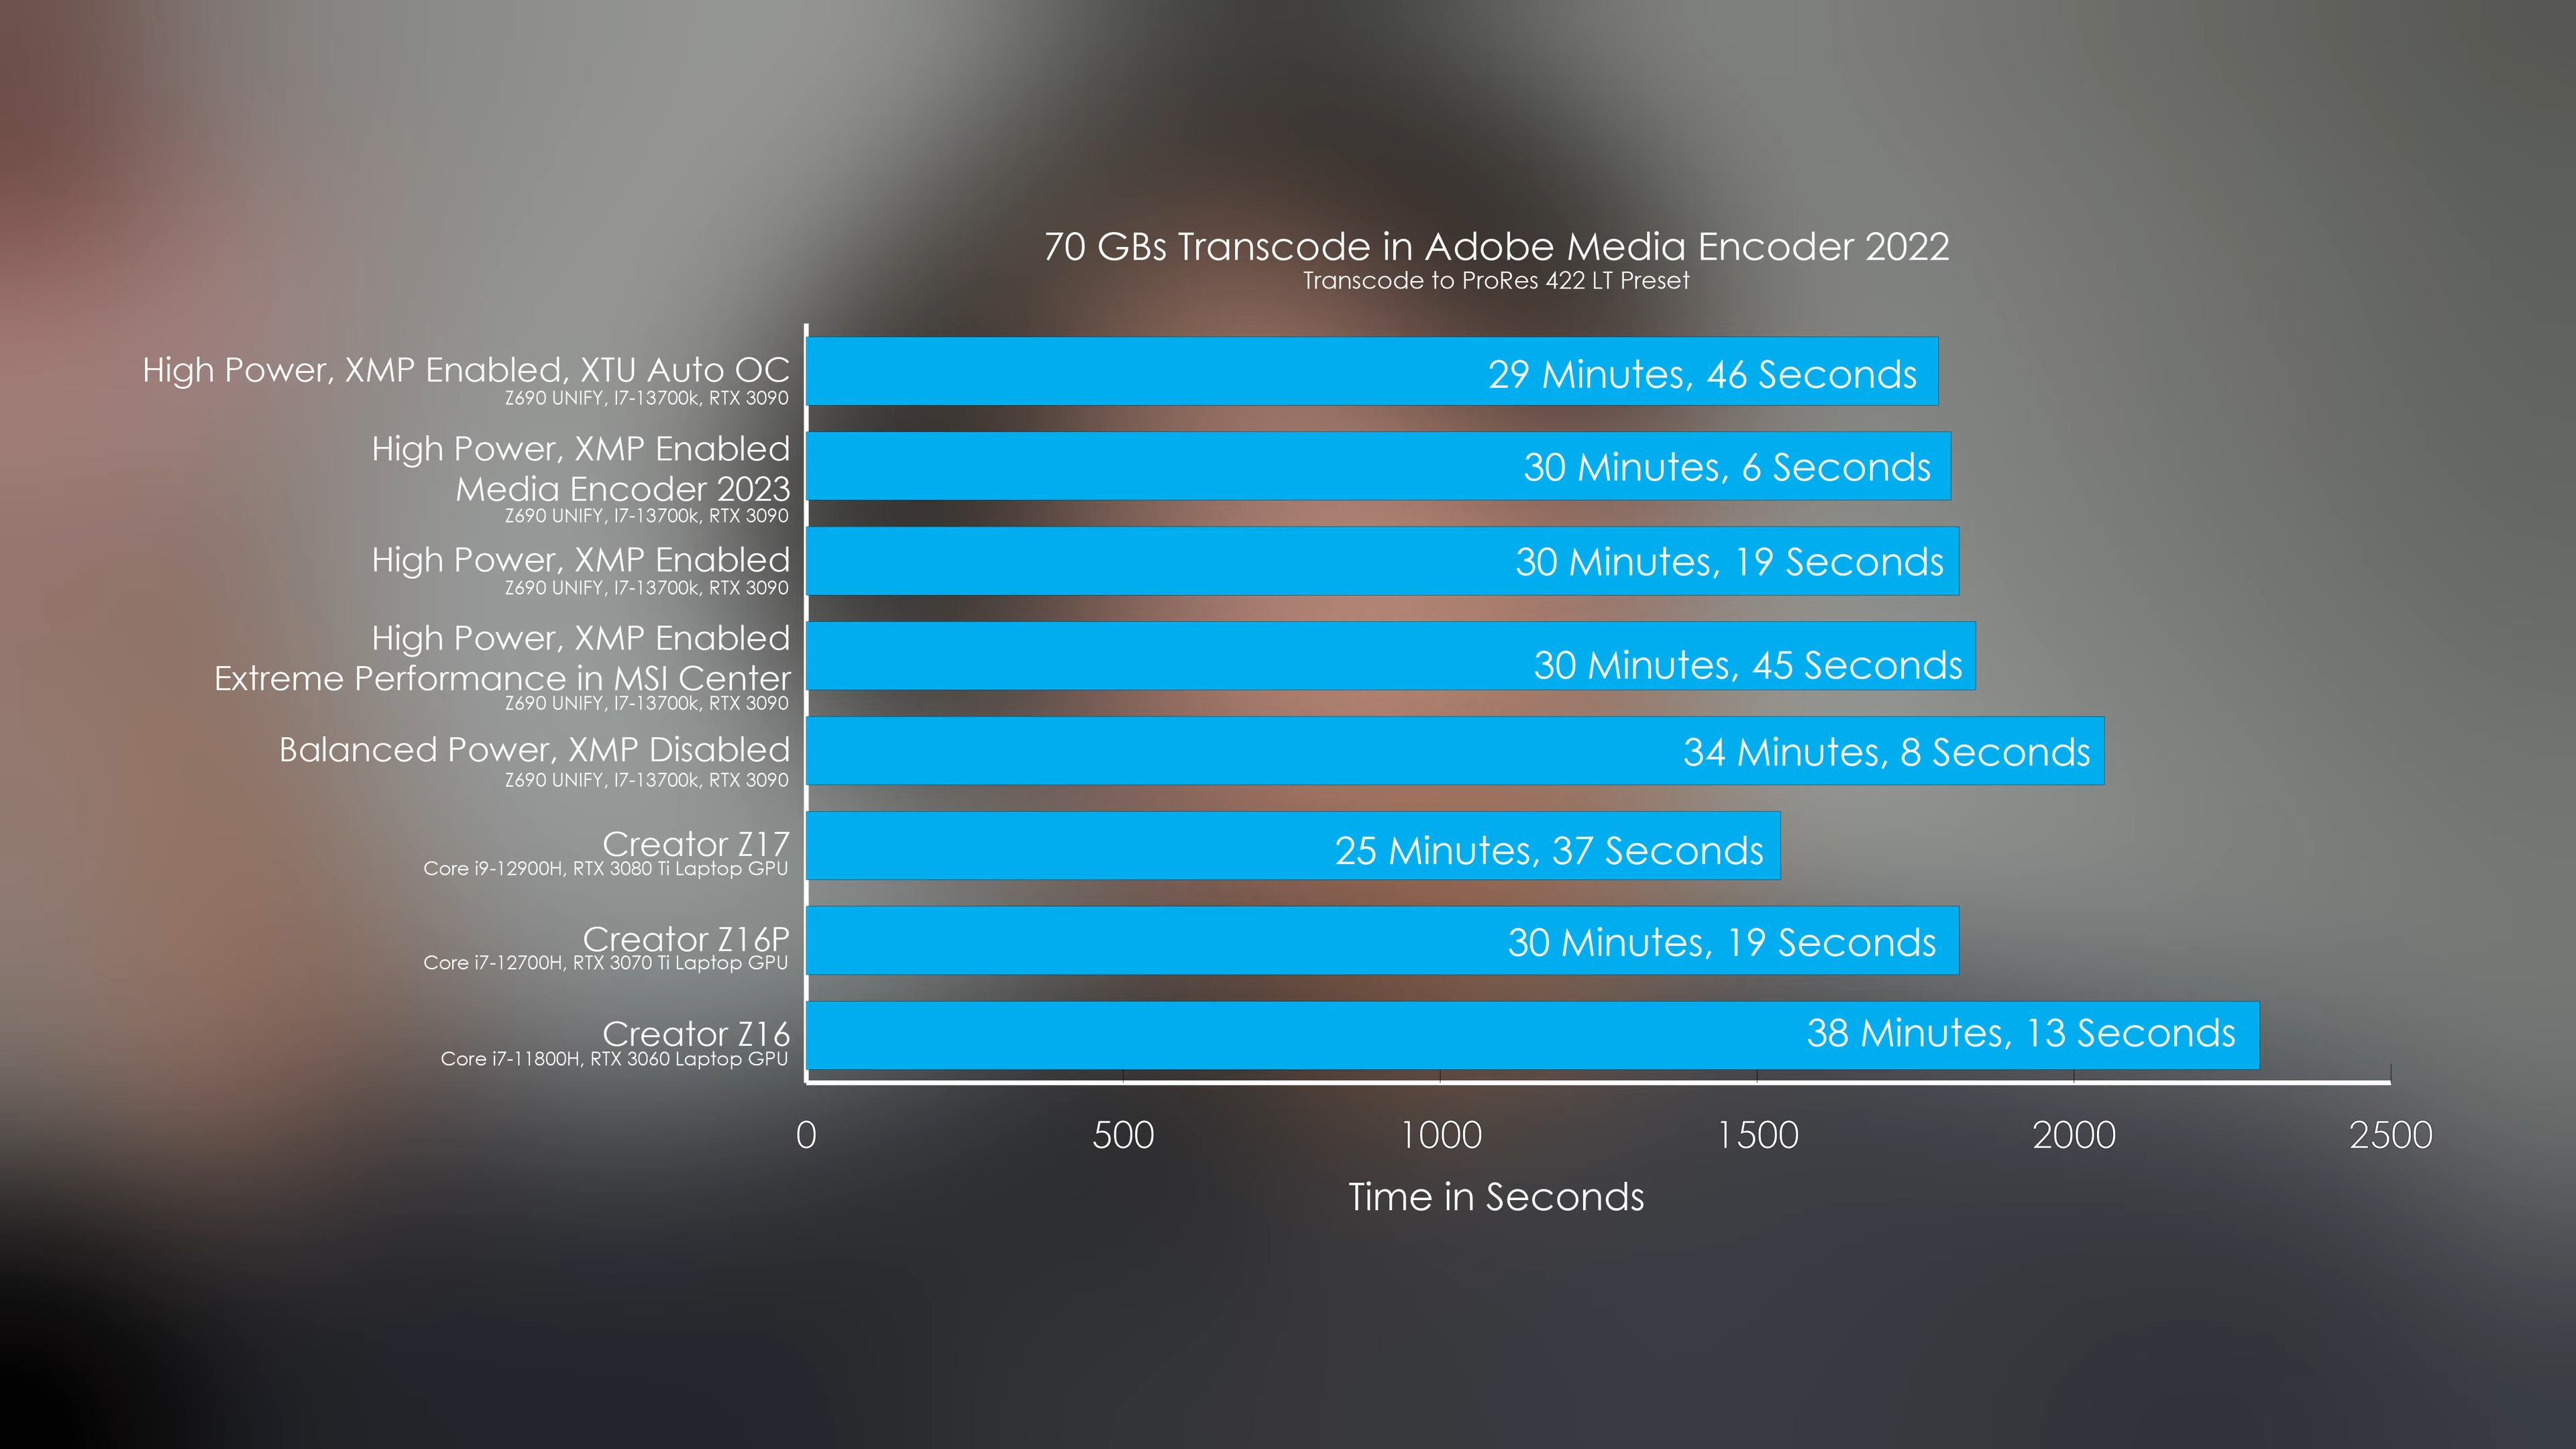 70 GBs Transcode in Adobe Media Encoder 2022
Transcode to ProRes 422 LT Preset
High Power, XMP Enabled, XTU Auto OC
Z690 UNIFY, I7-13700k, RTX 3090
29 Minutes, 46 Seconds
High Power, XMP Enabled
Media Encoder 2023
Z690 UNIFY, I7-13700k, RTX 3090
30 Minutes, 6 Seconds
High Power, XMP Enabled
Z690 UNIFY, I7-13700k, RTX 3090
30 Minutes, 19 Seconds
High Power, XMP Enabled
Extreme Performance in MSI Center
Z690 UNIFY, I7-13700k, RTX 3090
30 Minutes, 45 Seconds
Balanced Power, XMP Disabled
Z690 UNIFY, I7-13700k, RTX 3090
34 Minutes, 8 Seconds
Creator Z17
Core i9-12900H, RTX 3080 Ti Laptop GPU
25 Minutes, 37 Seconds
Creator Z16P
Core i7-12700H, RTX 3070 Ti Laptop GPU
30 Minutes, 19 Seconds
Creator Z16
Core i7-11800H, RTX 3060 Laptop GPU
38 Minutes, 13 Seconds
0 500 1000 1500 2000 2500
Time in Seconds